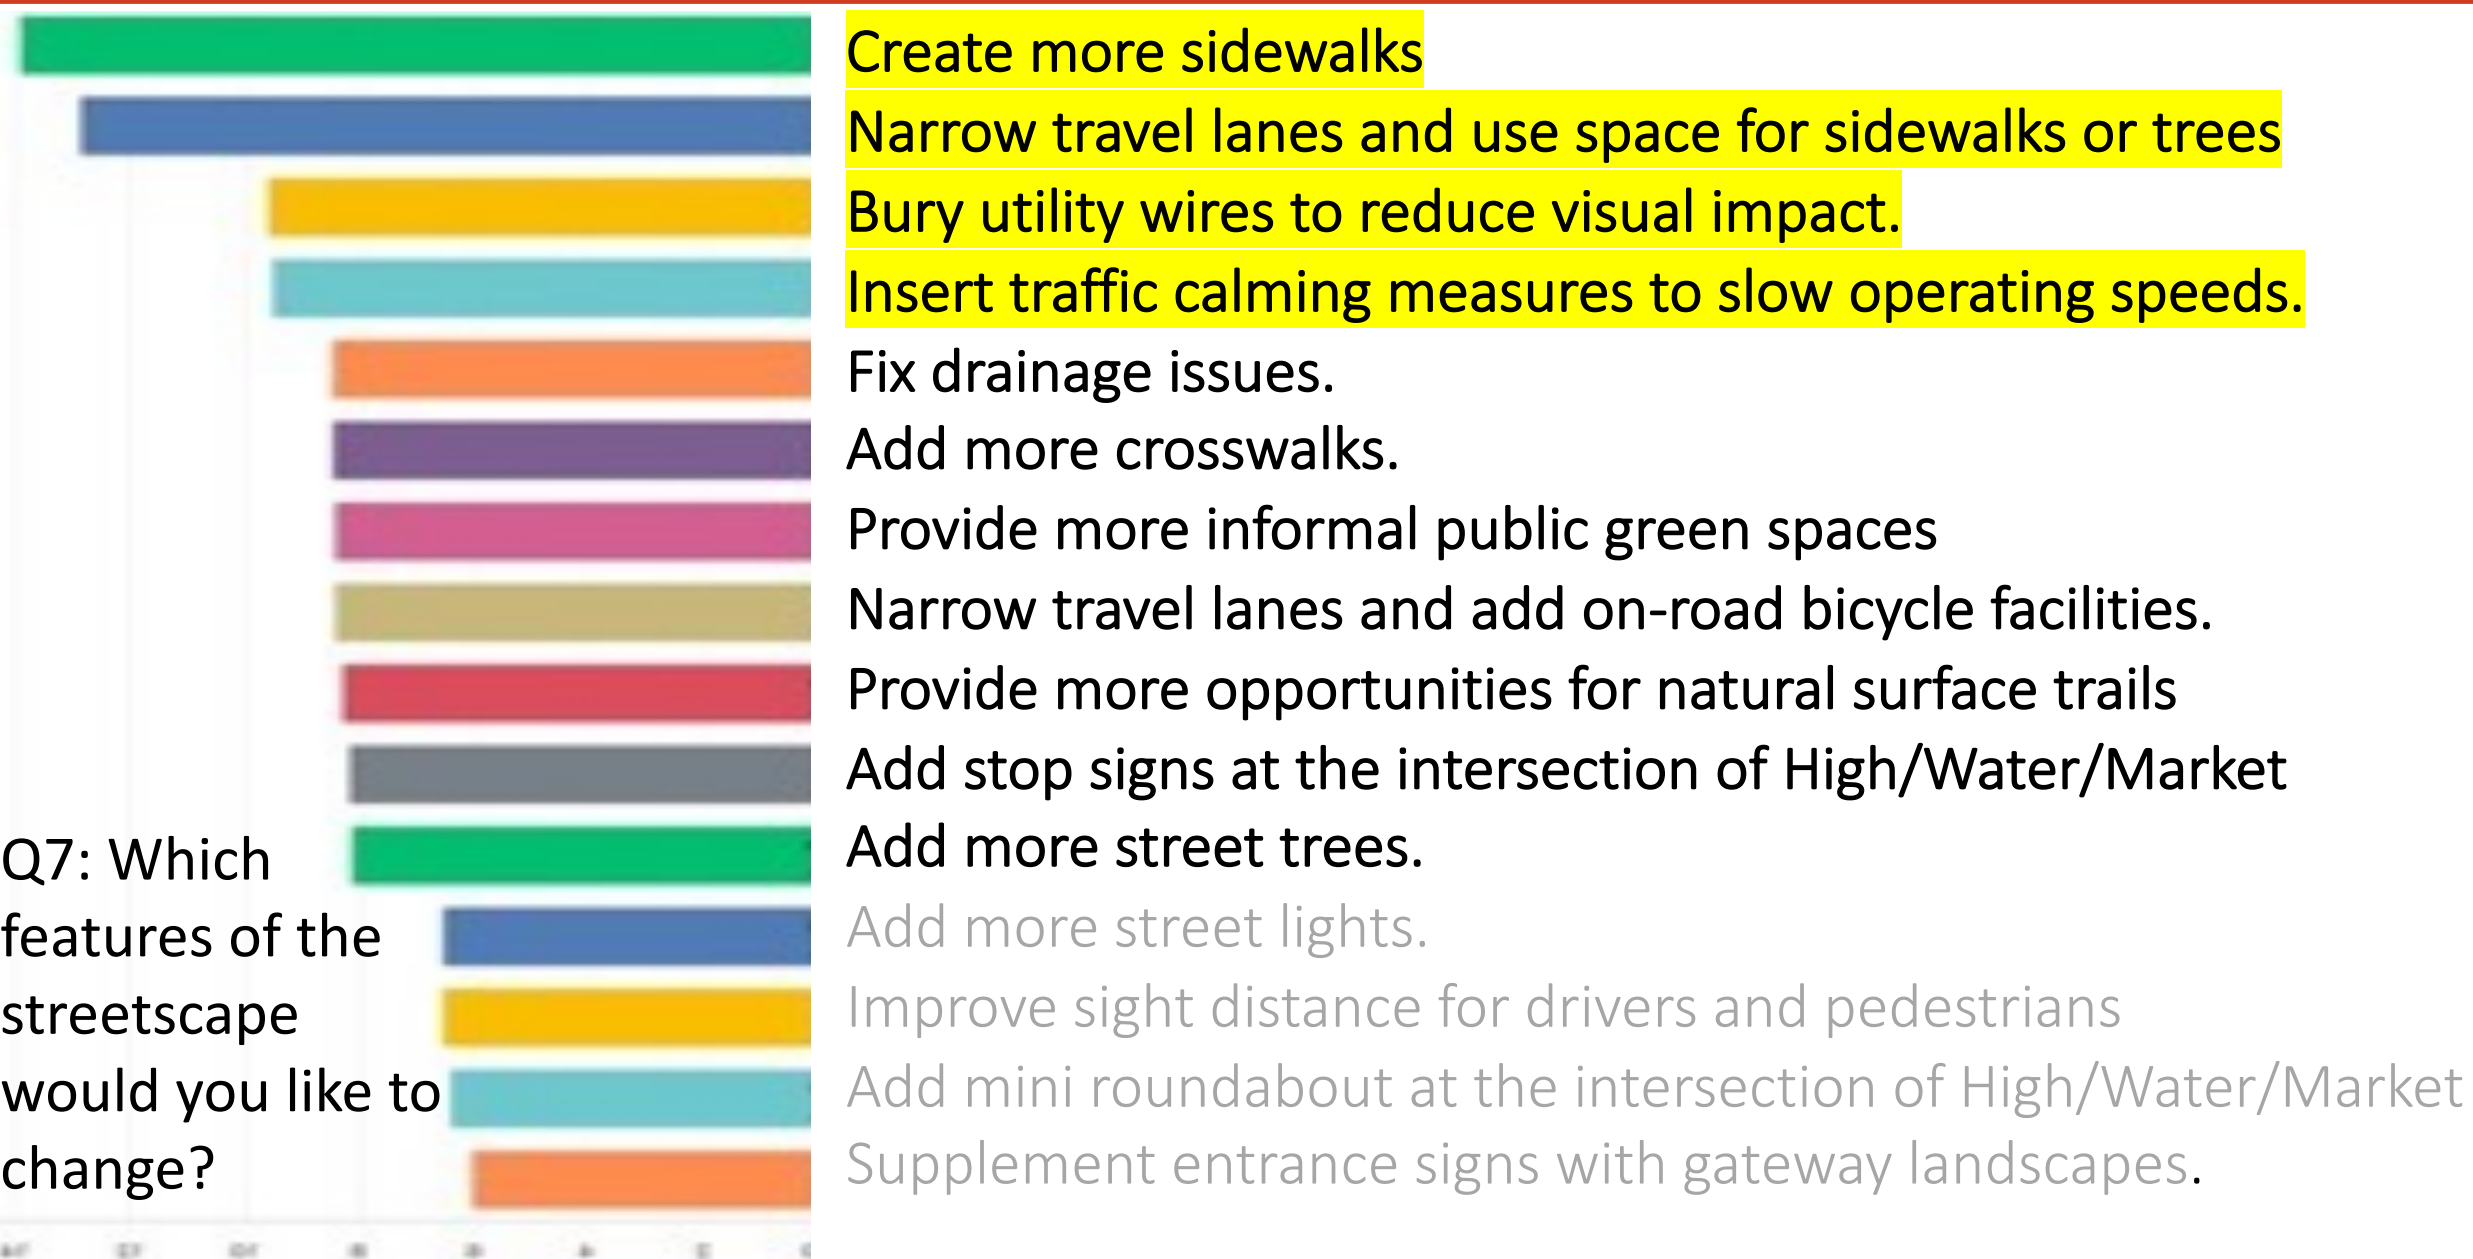 Create more sidewalks
Narrow travel lanes and use space for sidewalks or trees
Bury utility wires to reduce visual impact.
Insert traffic calming measures to slow operating speeds.
Fix drainage issues.
Add more crosswalks.
Provide more informal public green spaces
Narrow travel lanes and add on-road bicycle facilities.
Provide more opportunities for natural surface trails
Add stop signs at the intersection of High/Water/Market
Add more street trees.
Add more street lights.
Improve sight distance for drivers and pedestrians
Add mini roundabout at the intersection of High/Water/Market
Supplement entrance signs with gateway landscapes.
Q7: Which
features of the
streetscape
would you like to
change?